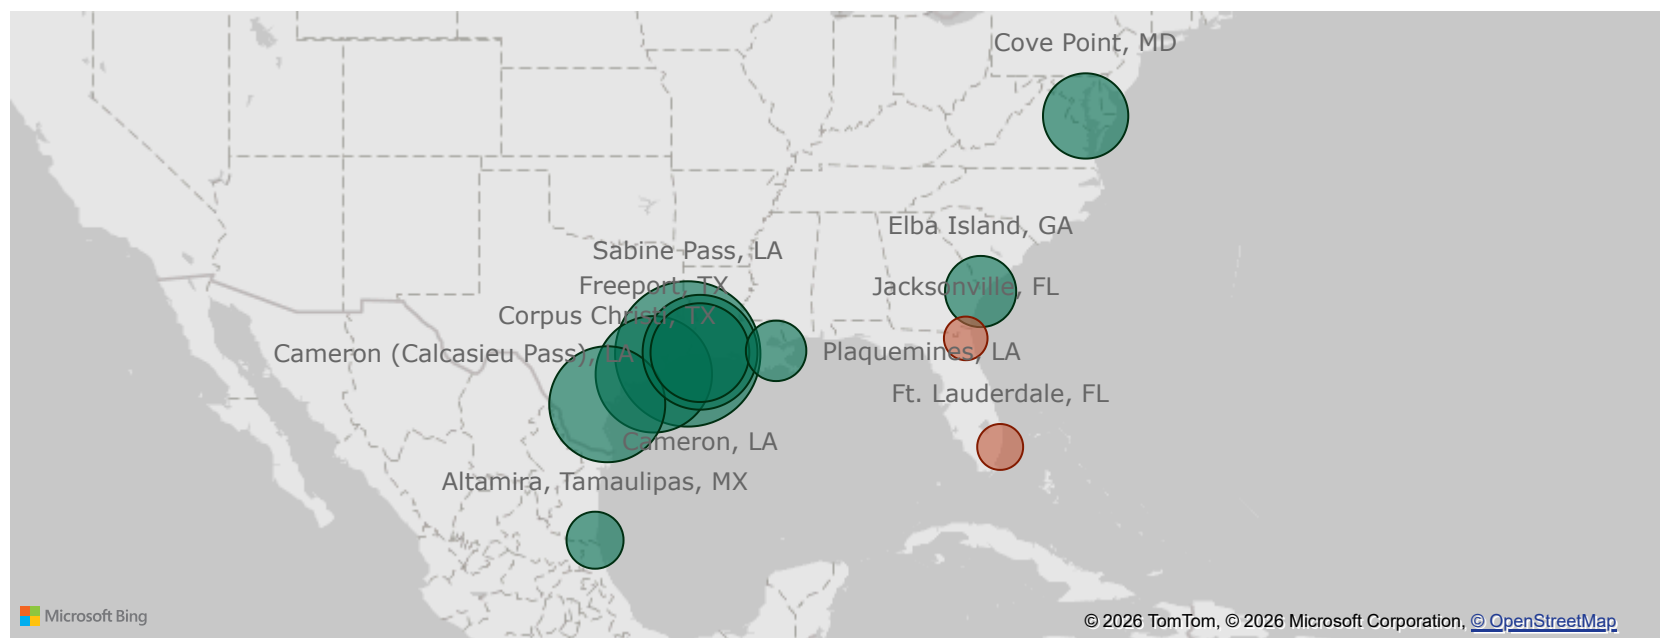 Cove Point, MD
Elba Island, GA
Sabine Pass, LA
Freeport, TX
Jacksonville, FL
Corpus Christi, TX
Cameron (Calcasieu Pass), LA
Plaquemines, LA
Ft. Lauderdale, FL
Cameron, LA
Altamira, Tamaulipas, MX
Microsoft Bing
© 2026 TomTom, © 2026 Microsoft Corporation, © OpenStreetMap